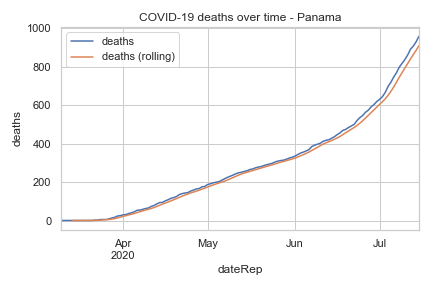 COVID-19 deaths over time - Panama
deaths
deaths (rolling)
1000
800
600
400
200
0
deaths
Apr
2020
May
Jun
Jul
dateRep